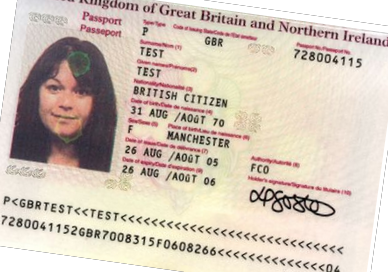 Kingdom of Great Britain and Northern Ireland
Passport
Passeport
Type/Type Code of issuing State/Code de l'Etat émetteur Passport No./Passeport No.
P GBR 728004115
Surname/Nom (1)
TEST
Given names/Prénoms (2)
TEST
Nationality/Nationalité (3)
BRITISH CITIZEN
Date of birth/Date de naissance (4)
31 AUG /AOÛT 70
Sex/Sexe (5) Place of birth/Lieu de naissance (6)
F MANCHESTER
Date of issue/Date de délivrance (7)
26 AUG /AOÛT 05
Authority/Autorité (8)
FCO
Date of expiry/Date d'expiration (9)
26 AUG /AOÛT 06
Holder's signature/Signature du titulaire (10)
P<GBRTEST<<TEST<<<<<<<<<<<<<<<<<<<<<<<<<<<<<
7280041152GBR7008315F0608266<<<<<<<<<<<<<<04